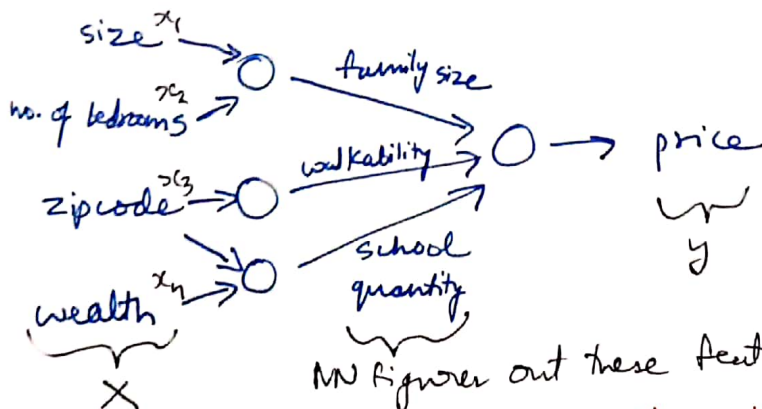 size x₁
family size
no. of bedrooms x₂
walkability
price
zipcode x₃
y
school
quantity
wealth x₄
X
NN figures out these feat